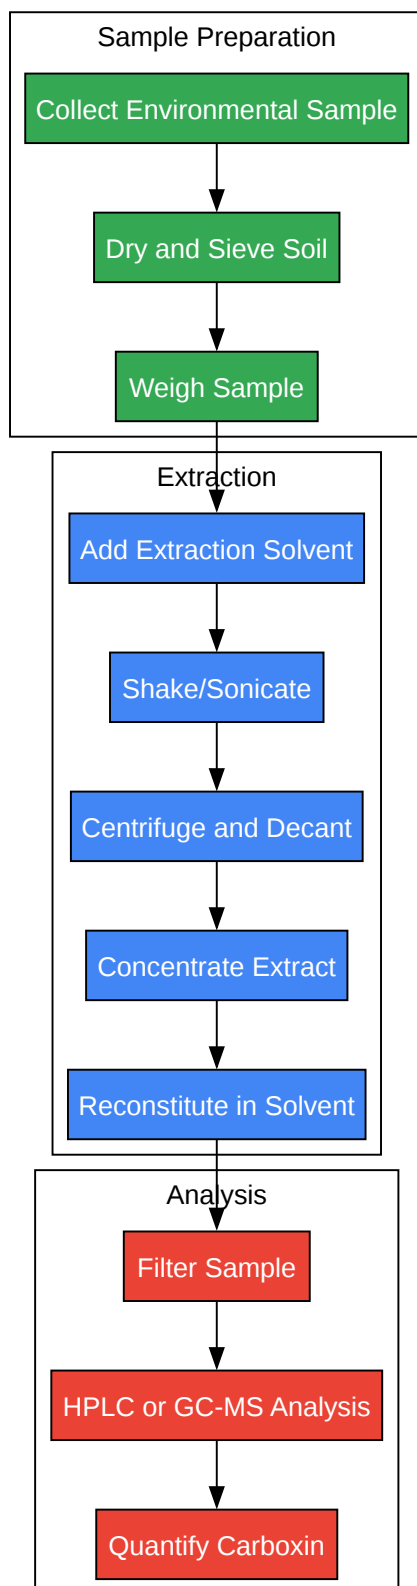 Sample Preparation
Collect Environmental Sample
Dry and Sieve Soil
Weigh Sample
Extraction
Add Extraction Solvent
Shake/Sonicate
Centrifuge and Decant
Concentrate Extract
Reconstitute in Solvent
Analysis
Filter Sample
HPLC or GC-MS Analysis
Quantify Carboxin